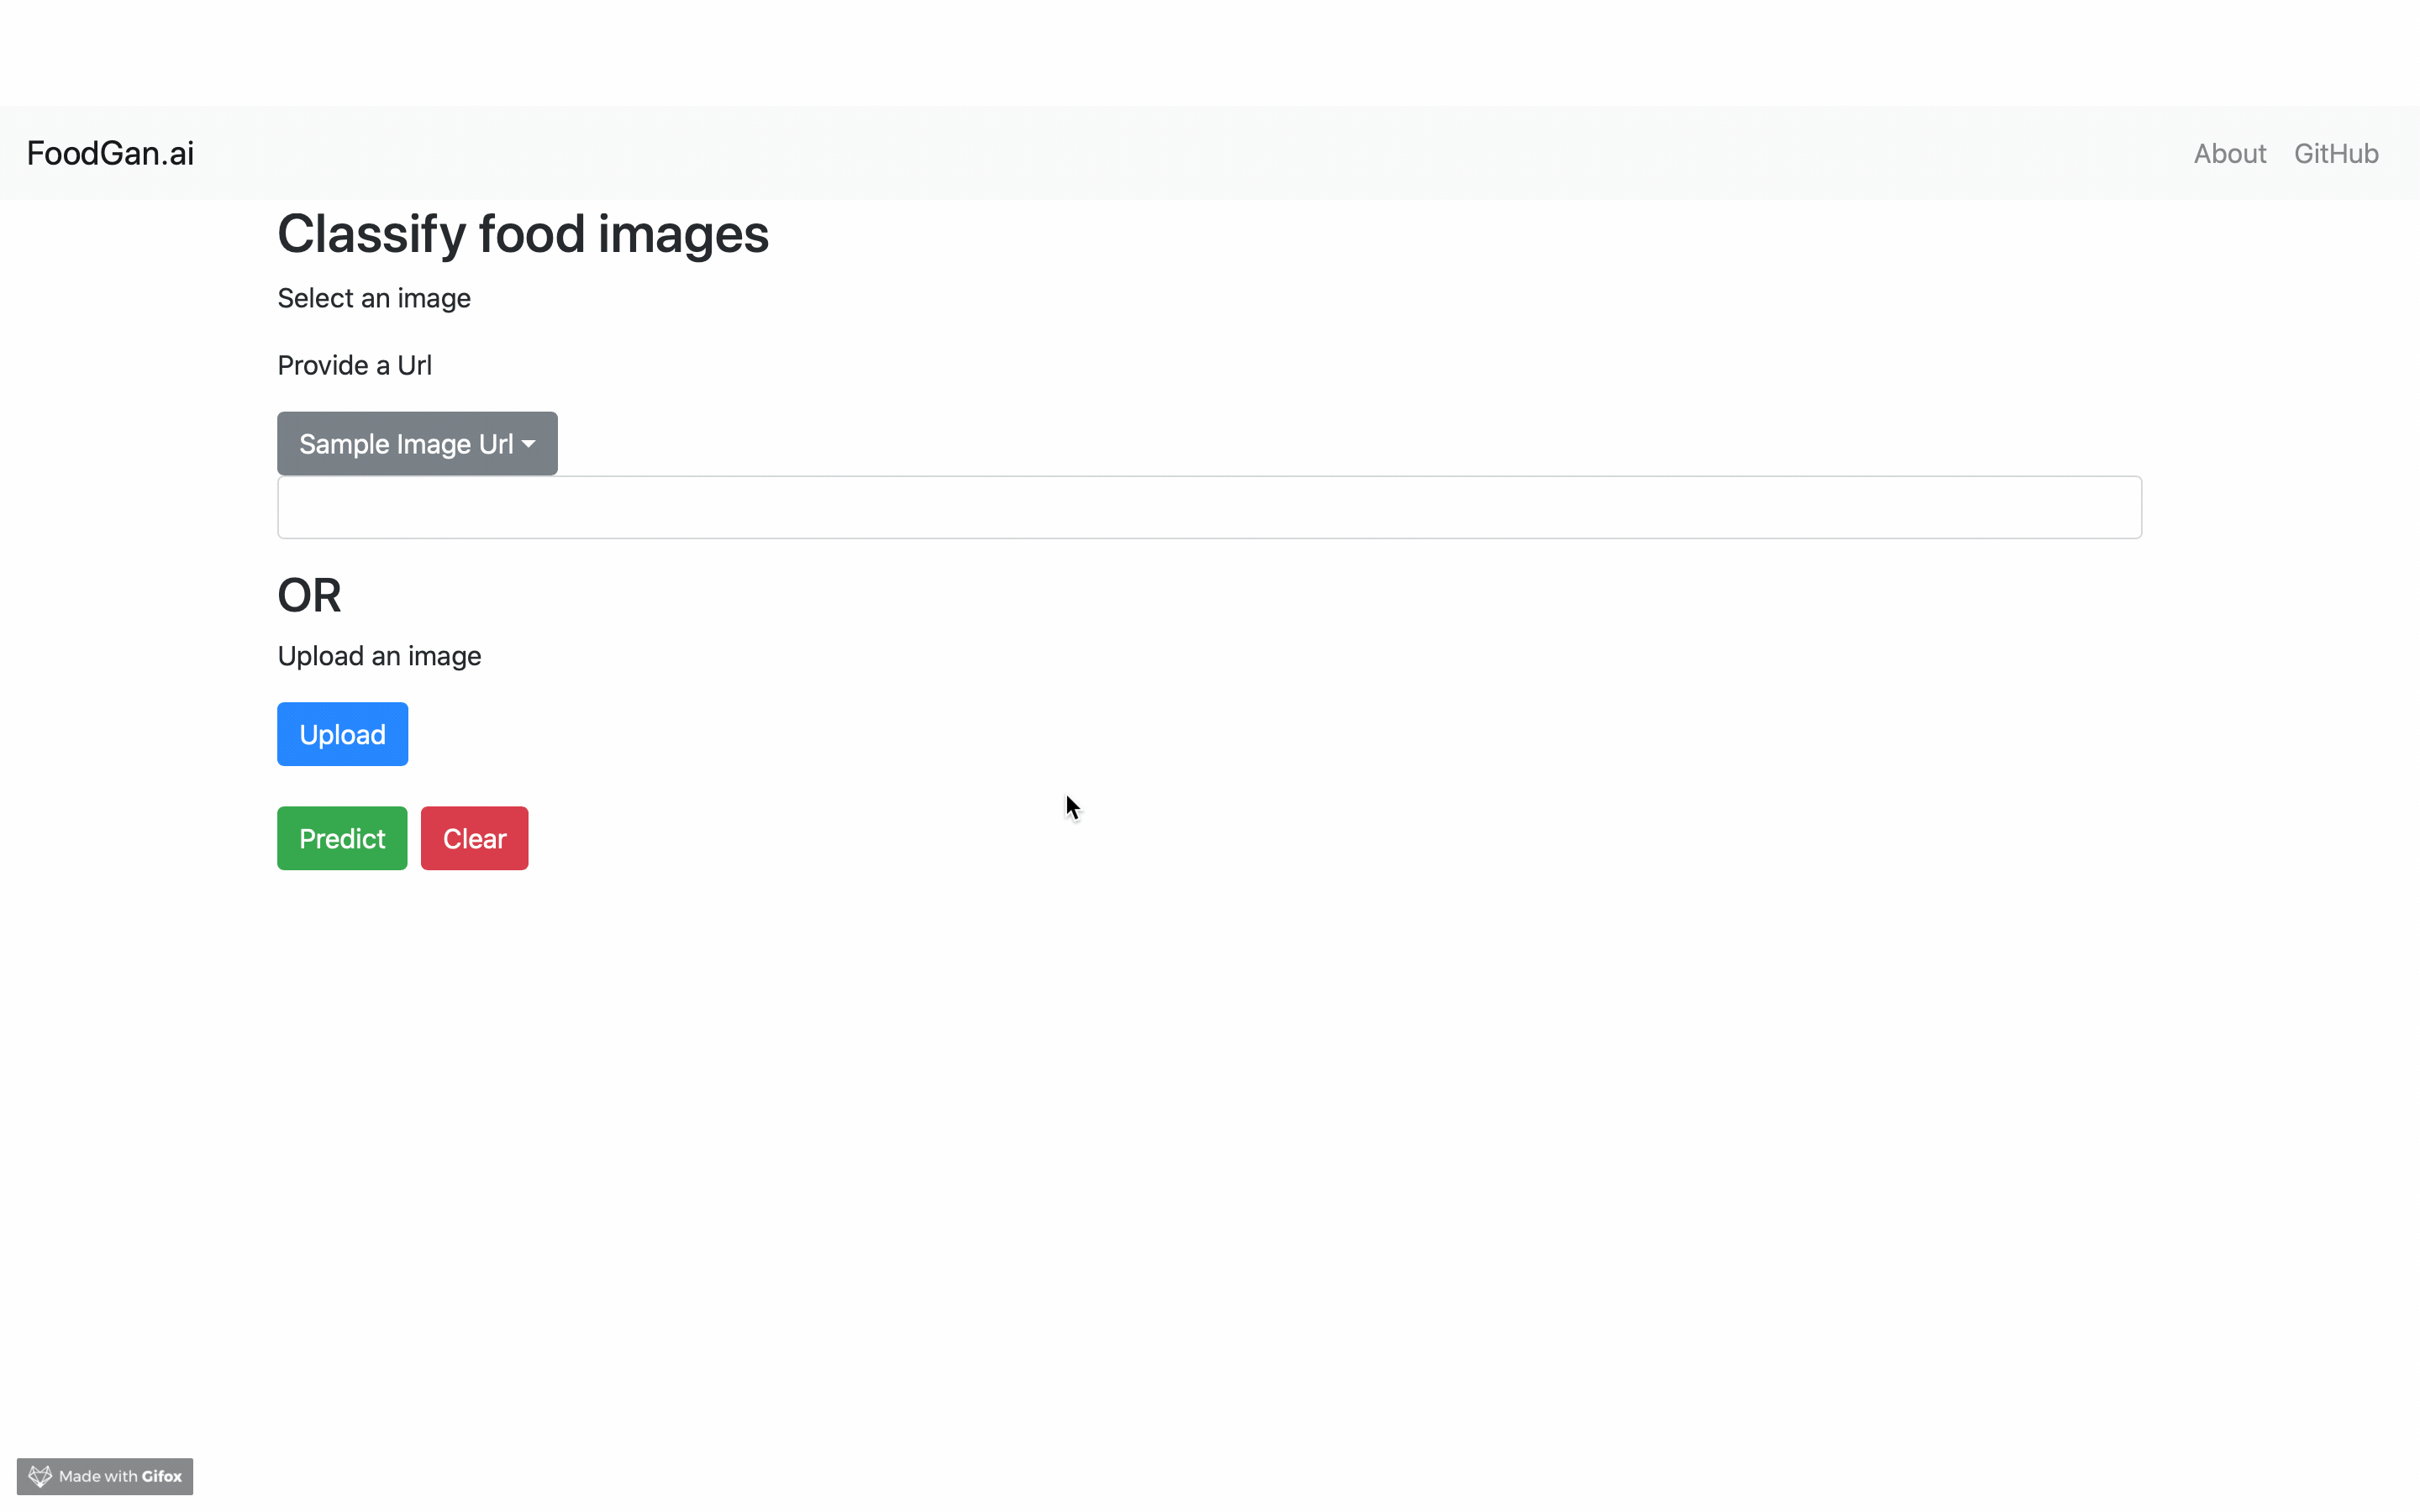 FoodGan.ai
About GitHub
Classify food images
Select an image
Provide a Url
Sample Image Url
OR
Upload an image
Upload
Predict Clear
Made with Gifox